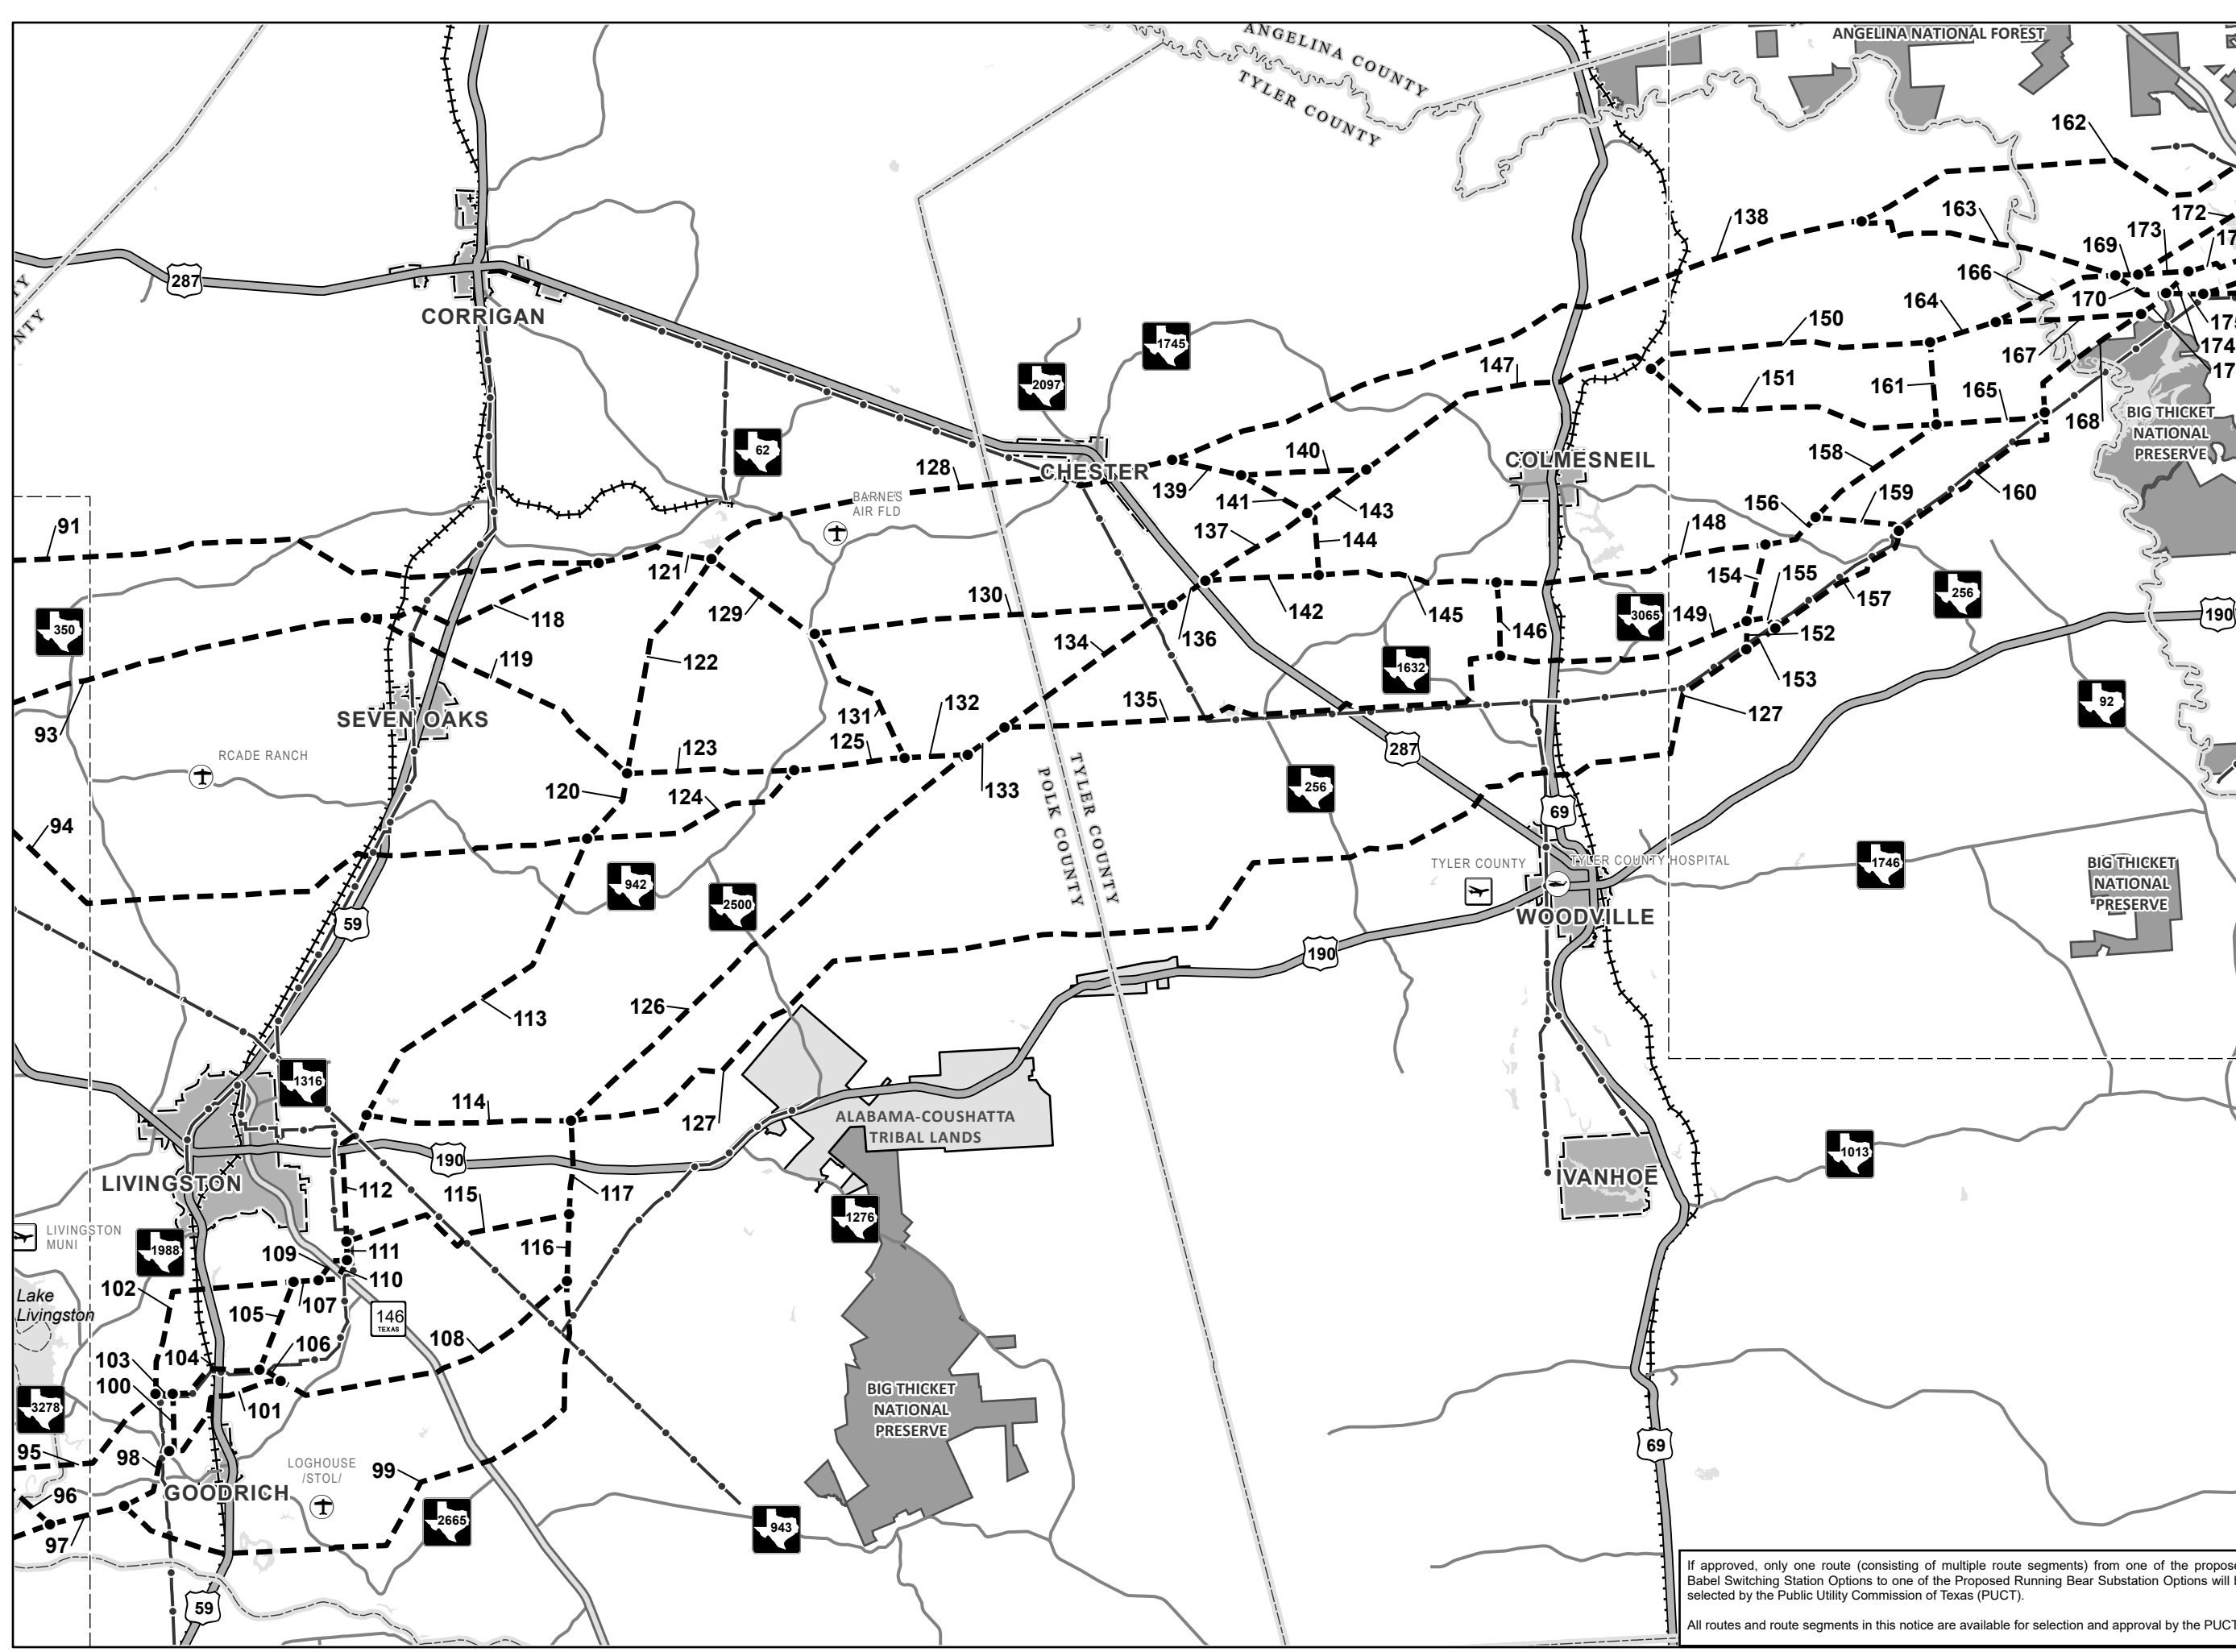 ANGELINA COUNTY
TYLER COUNTY
ANGELINA NATIONAL FOREST
162
138
163
172
173
17
169
166
170
164
150
167
175
174
17
147
151
161
165
168
BIG THICKET
NATIONAL
PRESERVE
287
CORRIGAN
NTY
1745
2097
62
CHESTER
128
BARNES
AIR FLD
139
140
141
143
137
144
COLMESNEIL
158
156
159
160
148
91
350
121
118
129
130
119
122
134
136
142
145
146
3065
154
155
149
157
152
153
256
190
1632
92
93
SEVEN OAKS
RCADE RANCH
131
132
125
135
127
123
133
120
124
TYLER COUNTY
POLK COUNTY
287
256
69
94
942
2500
59
TYLER COUNTY
TYLER COUNTY HOSPITAL
WOODVILLE
1746
BIG THICKET
NATIONAL
PRESERVE
190
126
113
1316
114
127
ALABAMA-COUSHATTA
TRIBAL LANDS
190
LIVINGSTON
112
115
117
IVANHOE
1013
LIVINGSTON
MUNI
1988
1276
109
111
110
116
102
107
105
Lake
Livingston
146
TEXAS
106
108
103
104
100
3278
101
95
98
LOGHOUSE
/STOL/
99
96
GOODRICH
97
2665
943
BIG THICKET
NATIONAL
PRESERVE
69
59
If approved, only one route (consisting of multiple route segments) from one of the propose
Babel Switching Station Options to one of the Proposed Running Bear Substation Options will b
selected by the Public Utility Commission of Texas (PUCT).
All routes and route segments in this notice are available for selection and approval by the PUCT